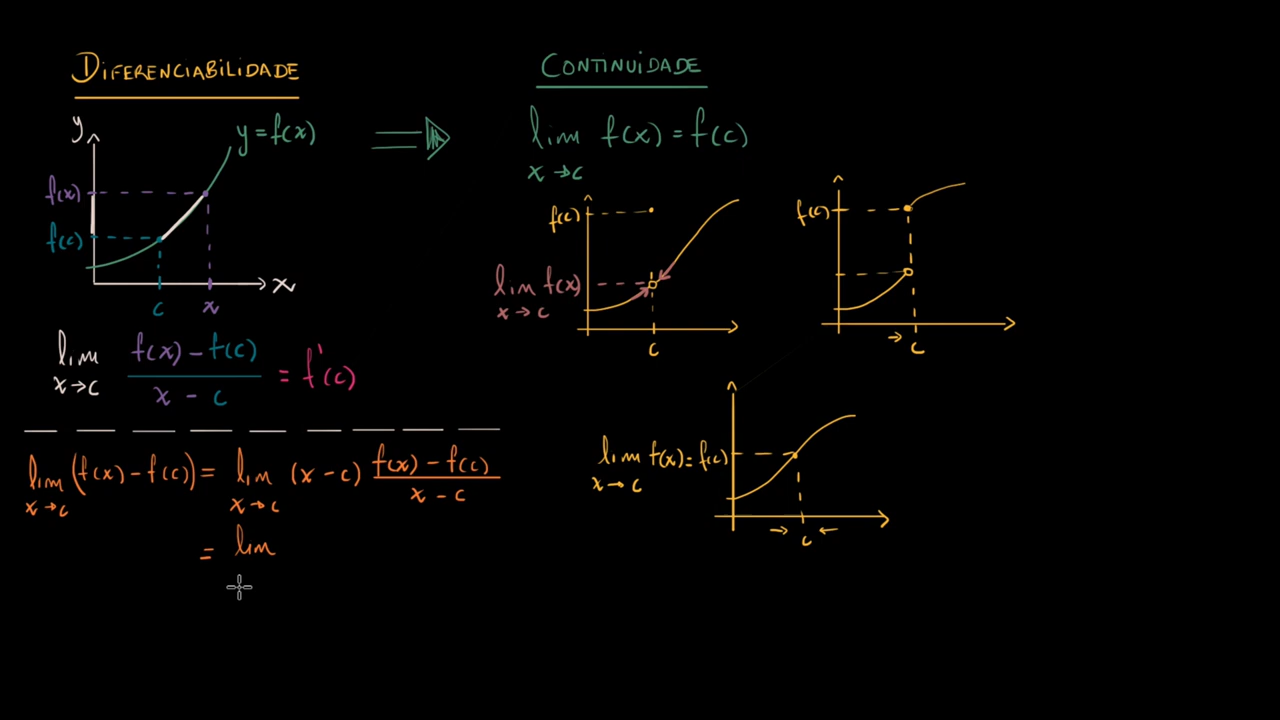 DIFERENCIABILIDADE
y
y = f(x)
f(x)
f(c)
x
c
x
lim x→c (f(x) - f(c)) / (x - c) = f'(c)
lim x→c (f(x) - f(c)) = lim x→c (x - c) (f(x) - f(c)) / (x - c)
= lim
CONTINUIDADE
lim x→c f(x) = f(c)
f(c)
lim x→c f(x)
c
f(c)
c
lim x→c f(x) = f(c)
c